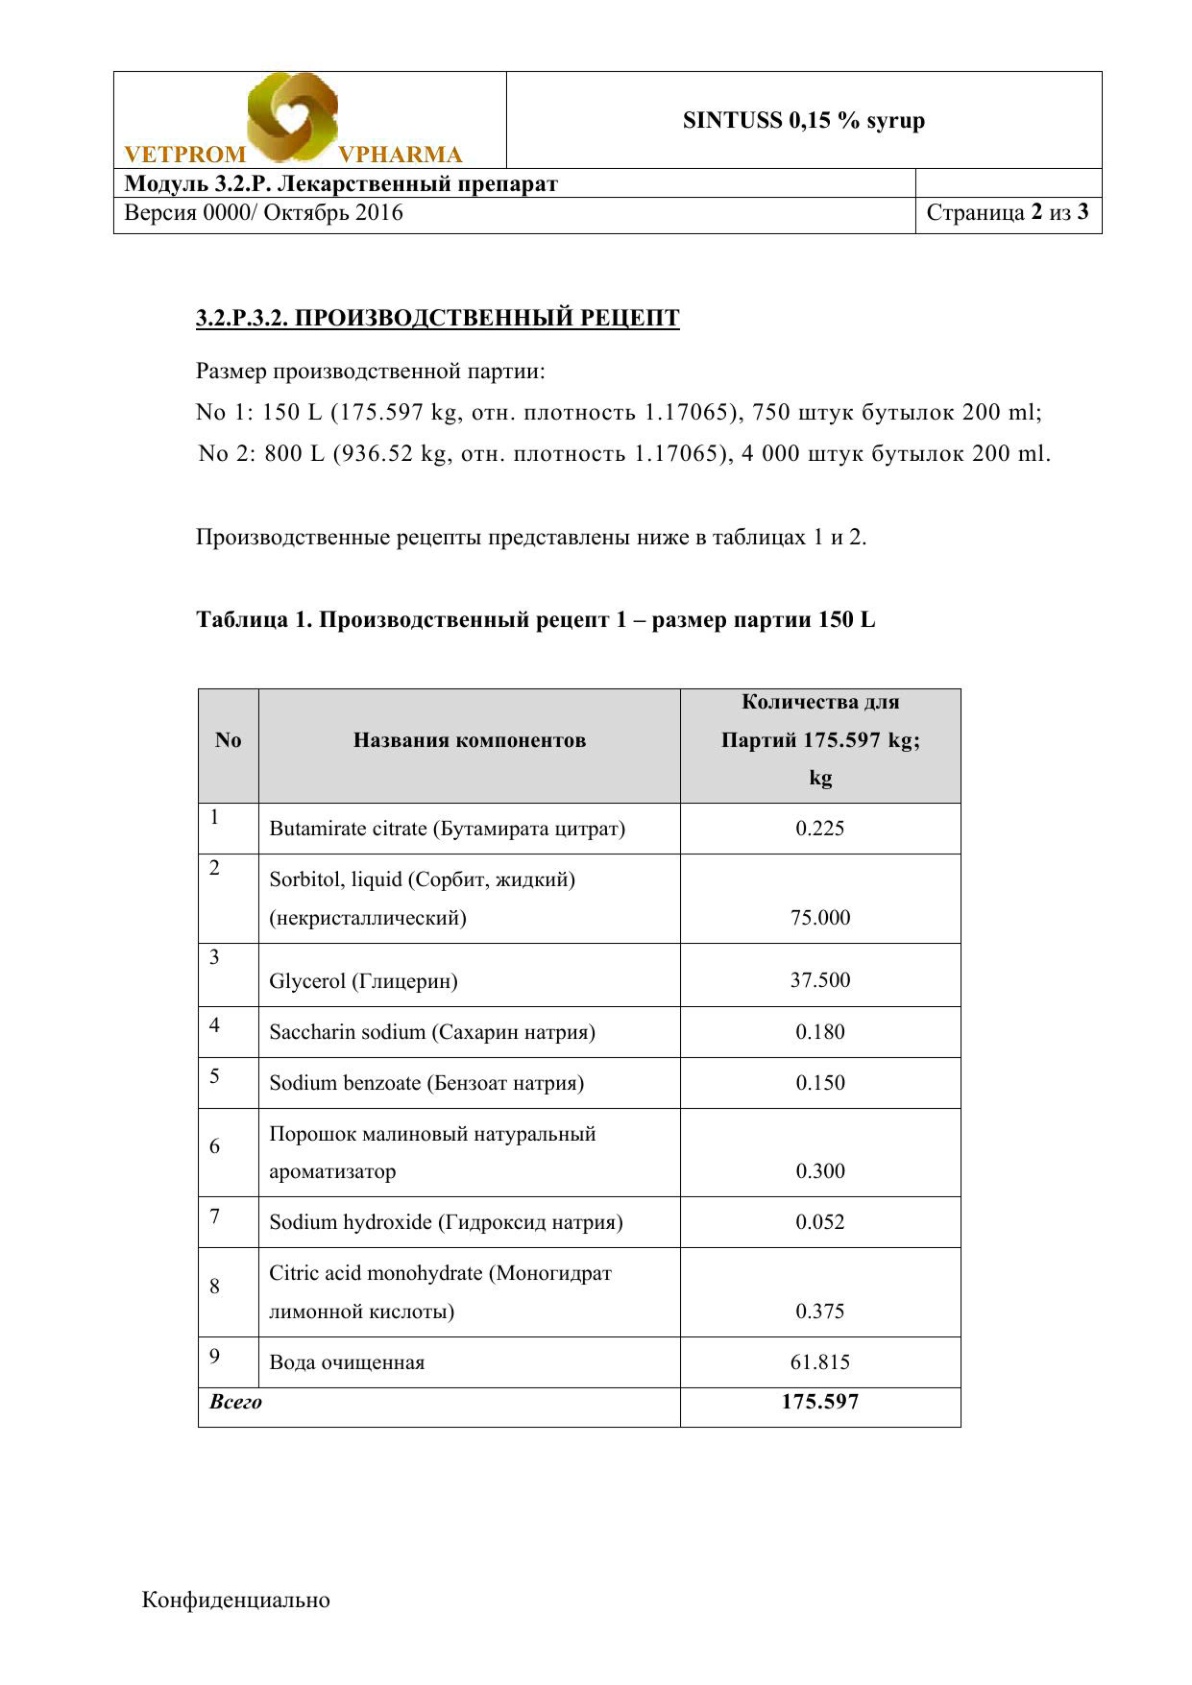 VETPROM VPHARMA
SINTUSS 0,15 % syrup
Модуль 3.2.Р. Лекарственный препарат
Версия 0000/ Октябрь 2016
Страница 2 из 3
3.2.Р.3.2. ПРОИЗВОДСТВЕННЫЙ РЕЦЕПТ
Размер производственной партии:
No 1: 150 L (175.597 kg, отн. плотность 1.17065), 750 штук бутылок 200 ml;
No 2: 800 L (936.52 kg, отн. плотность 1.17065), 4 000 штук бутылок 200 ml.
Производственные рецепты представлены ниже в таблицах 1 и 2.
Таблица 1. Производственный рецепт 1 – размер партии 150 L
No
Названия компонентов
Количества для
Партий 175.597 kg;
kg
1
Butamirate citrate (Бутамирата цитрат)
0.225
2
Sorbitol, liquid (Сорбит, жидкий)
(некристаллический)
75.000
3
Glycerol (Глицерин)
37.500
4
Saccharin sodium (Сахарин натрия)
0.180
5
Sodium benzoate (Бензоат натрия)
0.150
6
Порошок малиновый натуральный
ароматизатор
0.300
7
Sodium hydroxide (Гидроксид натрия)
0.052
8
Citric acid monohydrate (Моногидрат
лимонной кислоты)
0.375
9
Вода очищенная
61.815
Всего
175.597
Конфиденциально